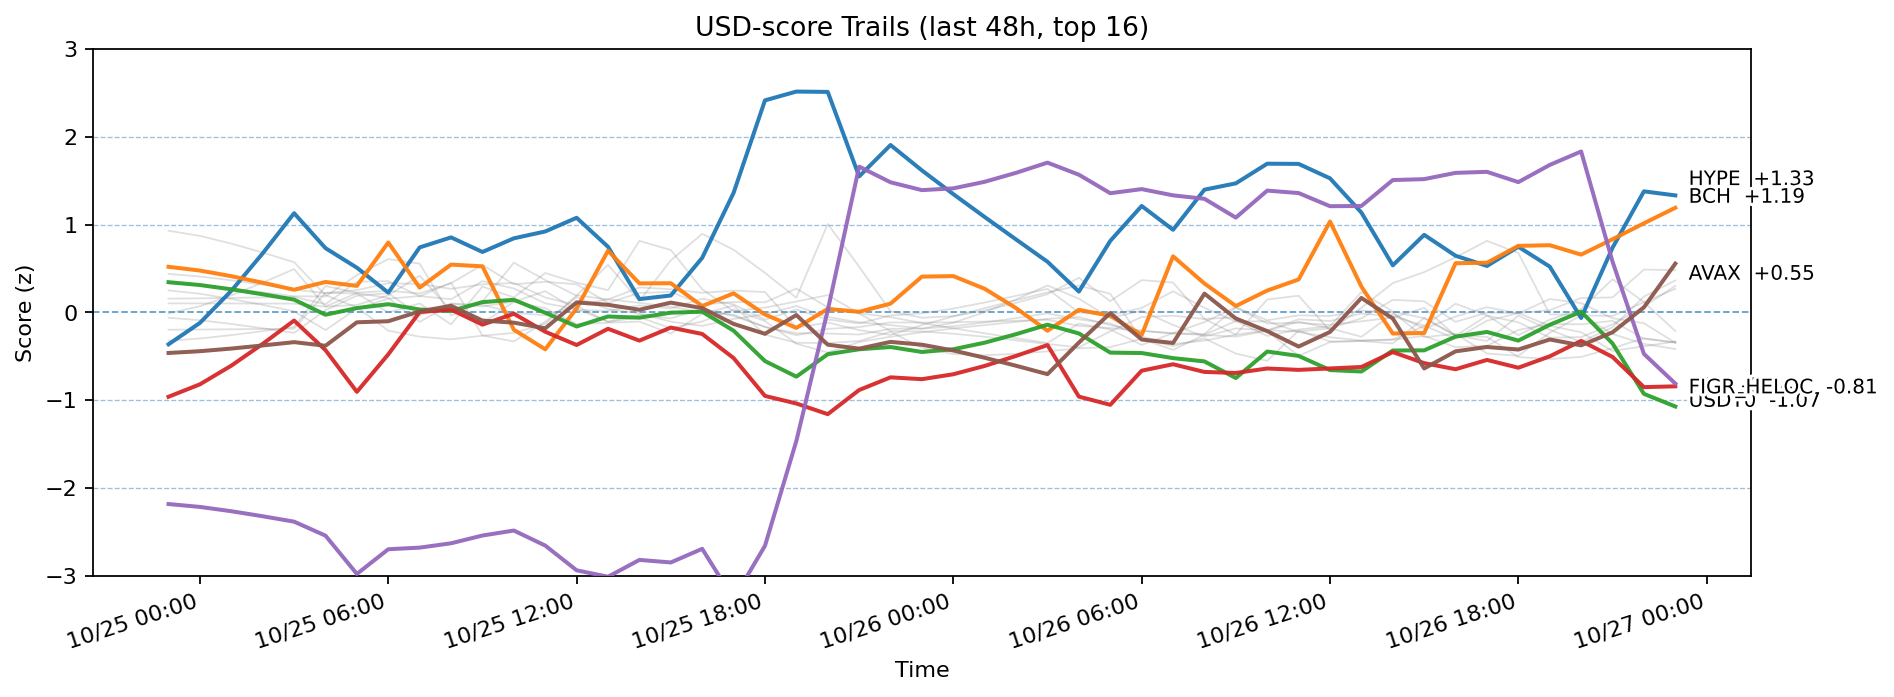 USD-score Trails (last 48h, top 16)
3
2
1
0
−1
−2
−3
Score (z)
HYPE +1.33
BCH +1.19
AVAX +0.55
FIGR_HELOC -0.81
-1.07
10/25 00:00
10/25 06:00
10/25 12:00
10/25 18:00
10/26 00:00
10/26 06:00
10/26 12:00
10/26 18:00
10/27 00:00
Time